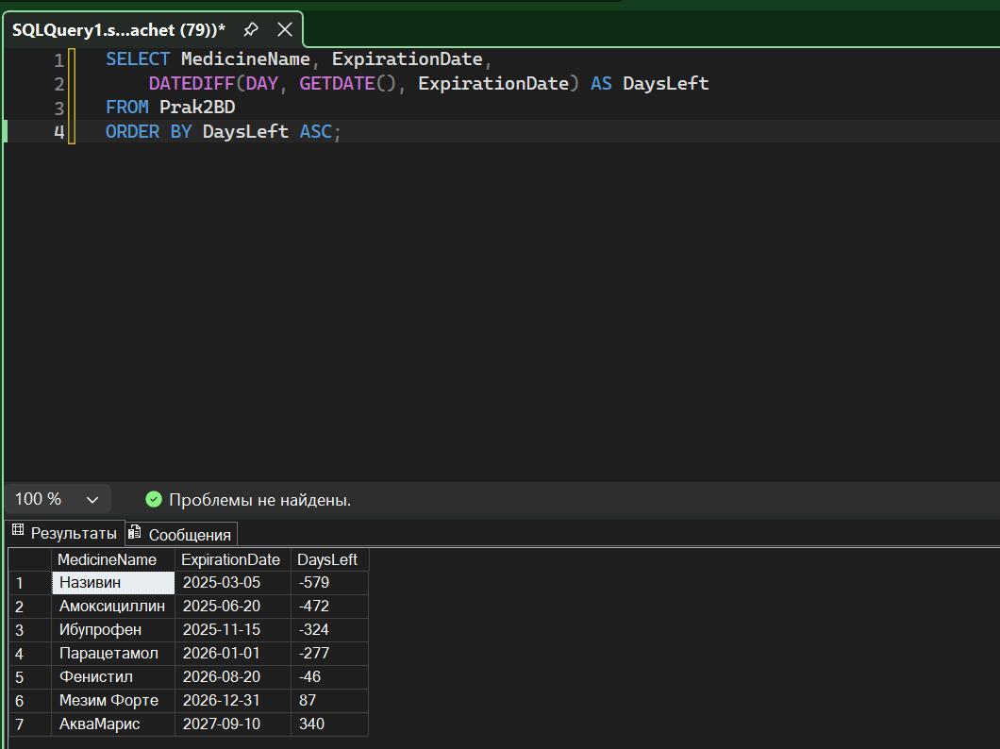 SQLQuery1.s...achet (79))*
1 SELECT MedicineName, ExpirationDate,
2 DATEDIFF(DAY, GETDATE(), ExpirationDate) AS DaysLeft
3 FROM Prak2BD
4 ORDER BY DaysLeft ASC;
100 % Проблемы не найдены.
Результаты Сообщения
MedicineName ExpirationDate DaysLeft
1 Називин 2025-03-05 -579
2 Амоксициллин 2025-06-20 -472
3 Ибупрофен 2025-11-15 -324
4 Парацетамол 2026-01-01 -277
5 Фенистил 2026-08-20 -46
6 Мезим Форте 2026-12-31 87
7 АкваМарис 2027-09-10 340